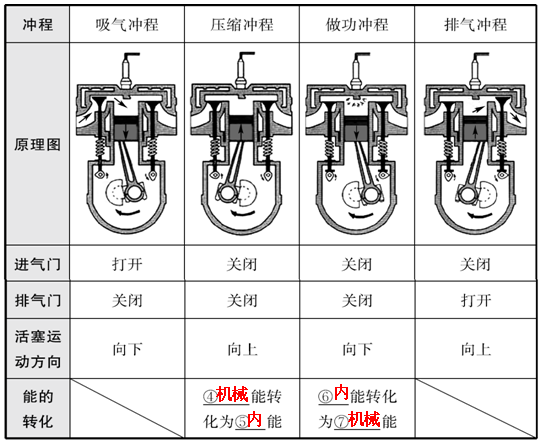 冲程 吸气冲程 压缩冲程 做功冲程 排气冲程
原理图
进气门 打开 关闭 关闭 关闭
排气门 关闭 关闭 关闭 打开
活塞运动方向 向下 向上 向下 向上
能的转化 ④机械能转化为⑤内能 ⑥内能转化为⑦机械能